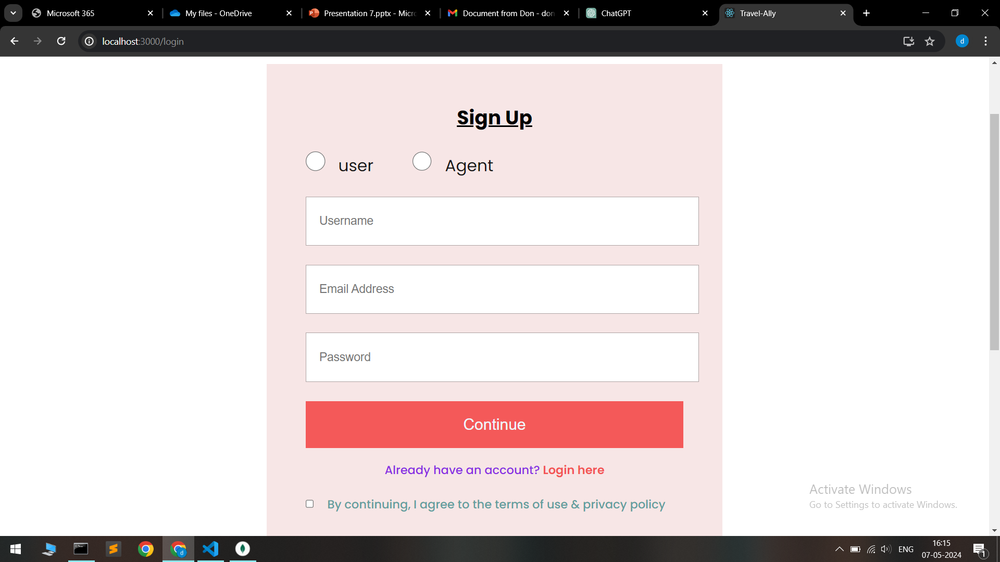 Microsoft 365
My files - OneDrive
Presentation 7.pptx - Micro
Document from Don - don
ChatGPT
Travel-Ally
localhost:3000/login
d
Sign Up
user
Agent
Username
Email Address
Password
Continue
Already have an account? Login here
By continuing, I agree to the terms of use & privacy policy
Activate Windows
Go to Settings to activate Windows.
d
ENG
16:15
07-05-2024
1